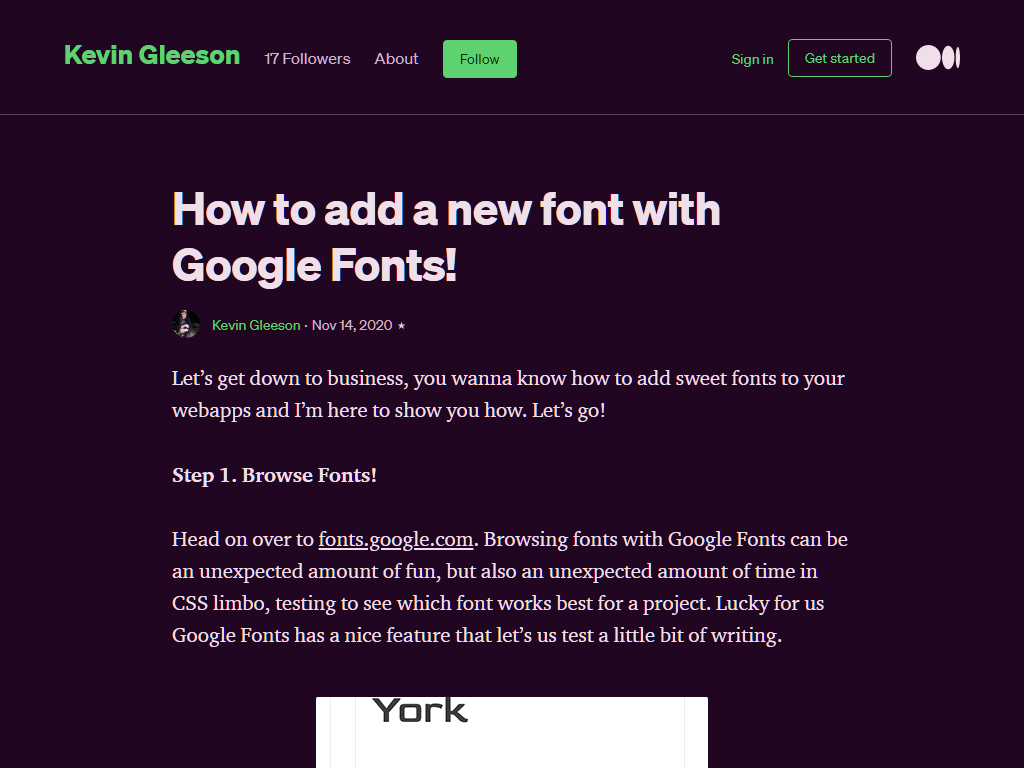 Kevin Gleeson 17 Followers About Follow Sign in Get started
How to add a new font with
Google Fonts!
Kevin Gleeson · Nov 14, 2020 ★
Let’s get down to business, you wanna know how to add sweet fonts to your
webapps and I’m here to show you how. Let’s go!
Step 1. Browse Fonts!
Head on over to fonts.google.com. Browsing fonts with Google Fonts can be
an unexpected amount of fun, but also an unexpected amount of time in
CSS limbo, testing to see which font works best for a project. Lucky for us
Google Fonts has a nice feature that let’s us test a little bit of writing.
York